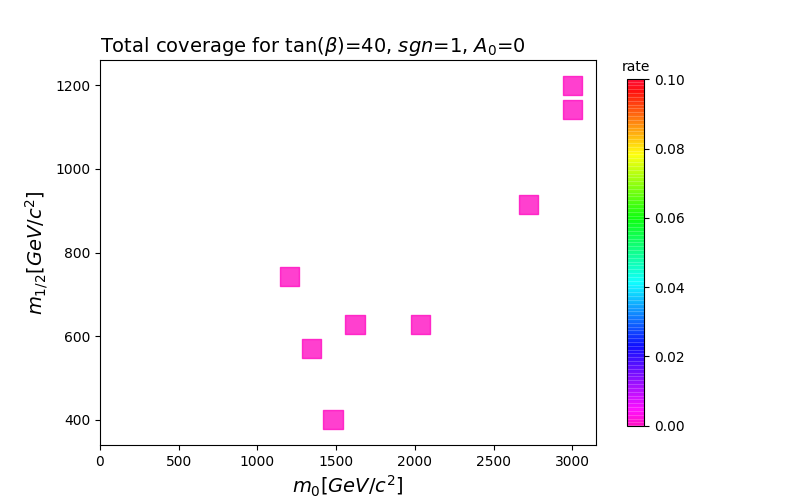 Total coverage for tan(β)=40, sgn=1, A₀=0
rate
1200
1000
800
600
400
m₁/₂[GeV/c²]
0 500 1000 1500 2000 2500 3000
m₀[GeV/c²]
0.10
0.08
0.06
0.04
0.02
0.00